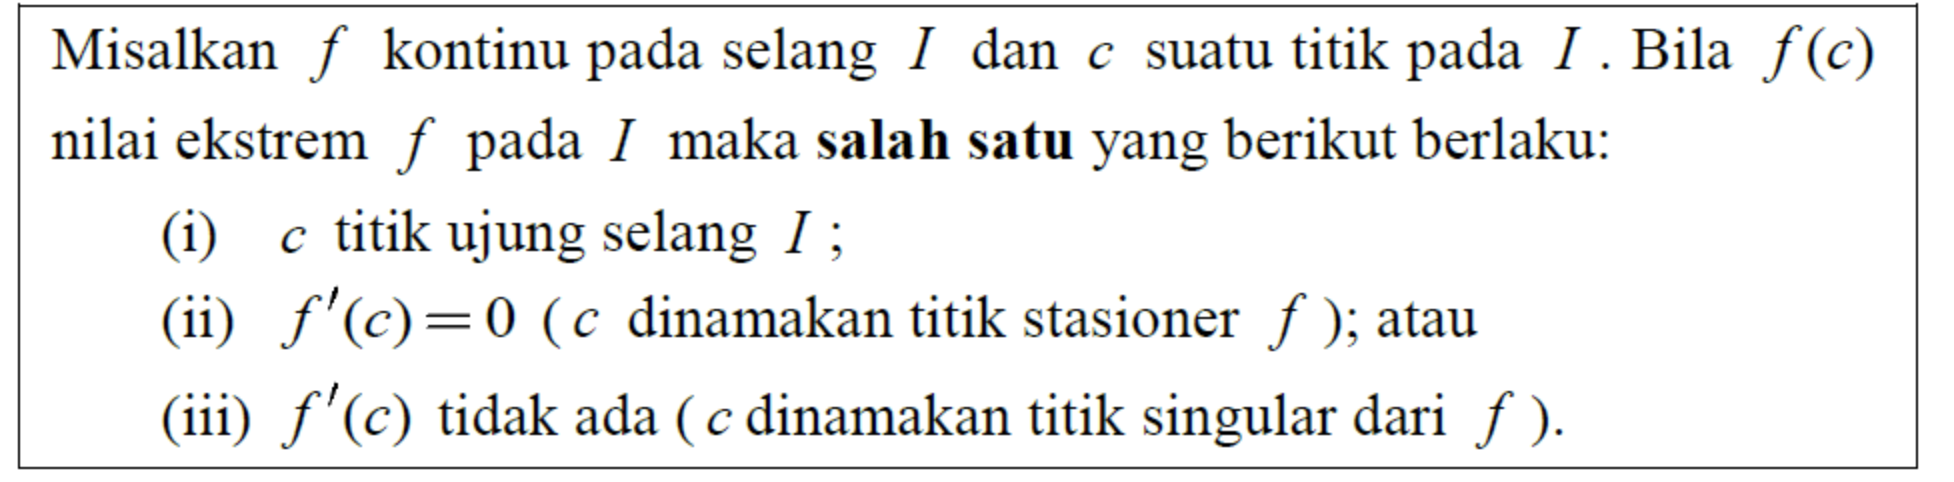 Misalkan f kontinu pada selang I dan c suatu titik pada I . Bila f(c)
nilai ekstrem f pada I maka salah satu yang berikut berlaku:
(i) c titik ujung selang I ;
(ii) f′(c) = 0 ( c dinamakan titik stasioner f ); atau
(iii) f′(c) tidak ada ( c dinamakan titik singular dari f ).